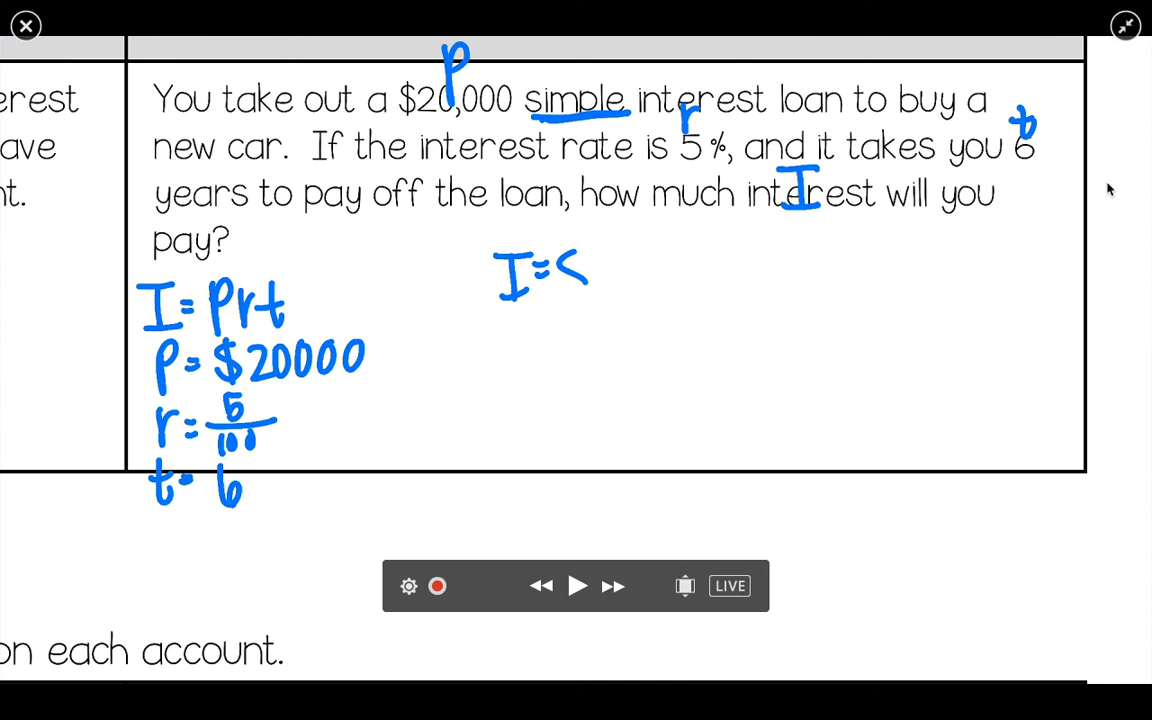 p
erest
You take out a $20,000 simple interest loan to buy a
r
t
ave
new car. If the interest rate is 5%, and it takes you 6
I
nt.
years to pay off the loan, how much interest will you
pay?
I=
I= prt
p= $20000
r= 5/100
t= 6
LIVE
on each account.